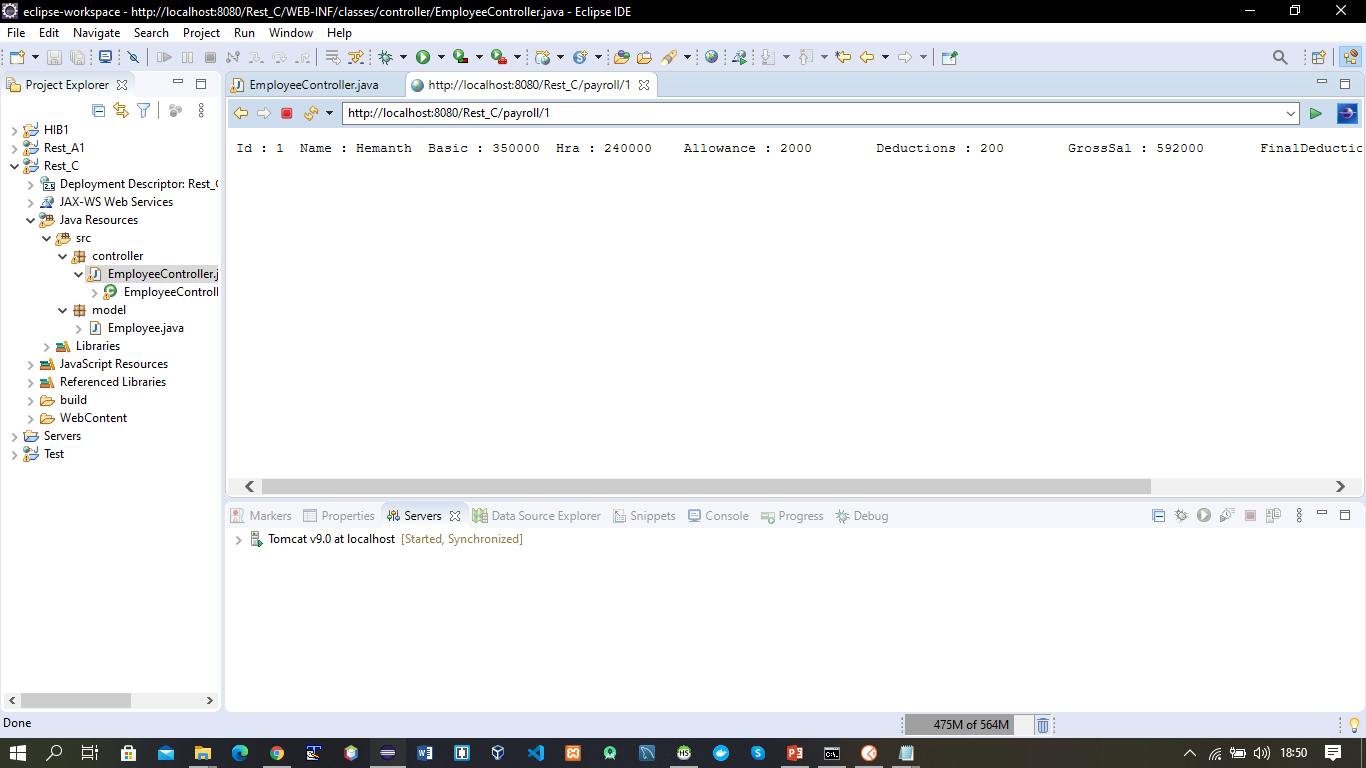 eclipse-workspace - http://localhost:8080/Rest_C/WEB-INF/classes/controller/EmployeeController.java - Eclipse IDE
File Edit Navigate Search Project Run Window Help
Project Explorer
EmployeeController.java
http://localhost:8080/Rest_C/payroll/1
http://localhost:8080/Rest_C/payroll/1
Id : 1 Name : Hemanth Basic : 350000 Hra : 240000 Allowance : 2000 Deductions : 200 GrossSal : 592000 FinalDeductio
HIB1
Rest_A1
Rest_C
Deployment Descriptor: Rest_C
JAX-WS Web Services
Java Resources
src
controller
EmployeeController.j
EmployeeControll
model
Employee.java
Libraries
JavaScript Resources
Referenced Libraries
build
WebContent
Servers
Test
Markers Properties Servers Data Source Explorer Snippets Console Progress Debug
Tomcat v9.0 at localhost [Started, Synchronized]
Done
475M of 564M
18:50